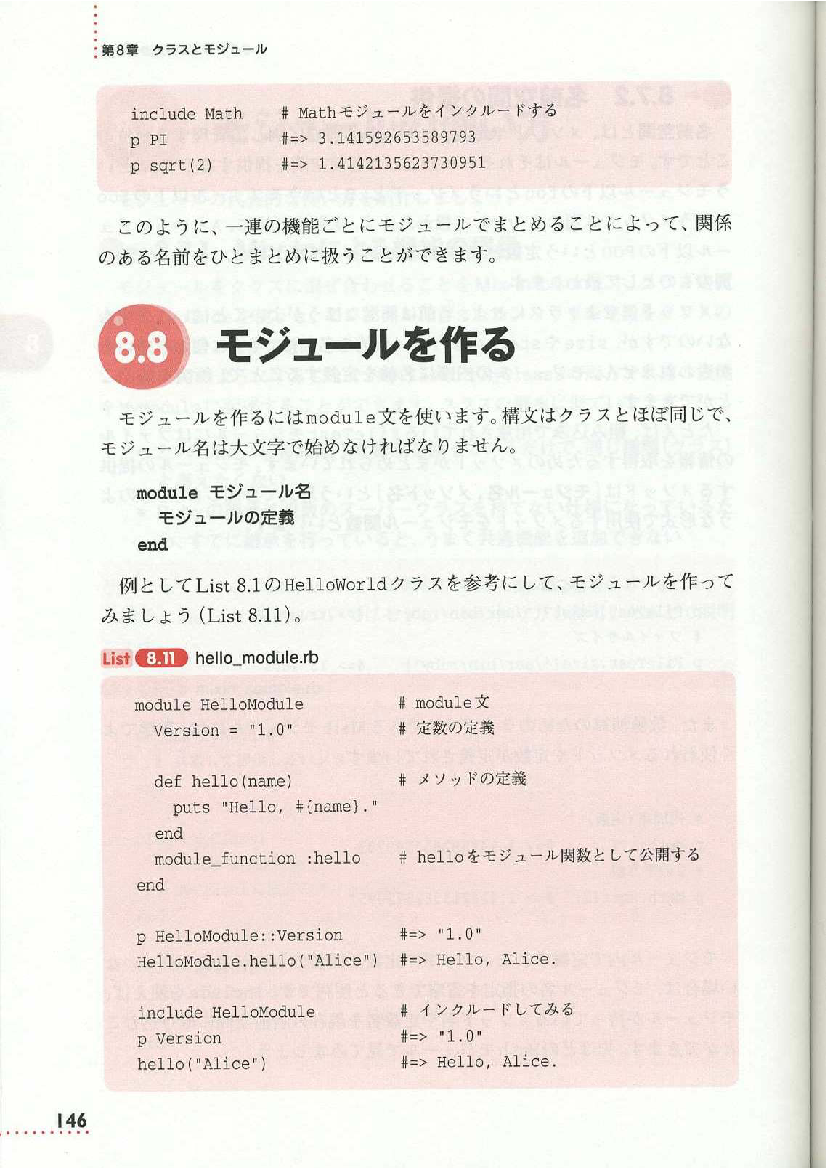 第8章 クラスとモジュール
include Math # Mathモジュールをインクルードする
p PI #=> 3.141592653589793
p sqrt(2) #=> 1.4142135623730951
このように、一連の機能ごとにモジュールでまとめることによって、関係
のある名前をひとまとめに扱うことができます。
8.8 モジュールを作る
モジュールを作るにはmodule文を使います。構文はクラスとほぼ同じで、
モジュール名は大文字で始めなければなりません。
module モジュール名
モジュールの定義
end
例としてList 8.1のHelloWorldクラスを参考にして、モジュールを作って
みましょう（List 8.11）。
List 8.11 hello_module.rb
module HelloModule # module文
Version = "1.0" # 定数の定義
def hello(name) # メソッドの定義
puts "Hello, #{name}."
end
module_function :hello # helloをモジュール関数として公開する
end
p HelloModule::Version #=> "1.0"
HelloModule.hello("Alice") #=> Hello, Alice.
include HelloModule # インクルードしてみる
p Version #=> "1.0"
hello("Alice") #=> Hello, Alice.
146